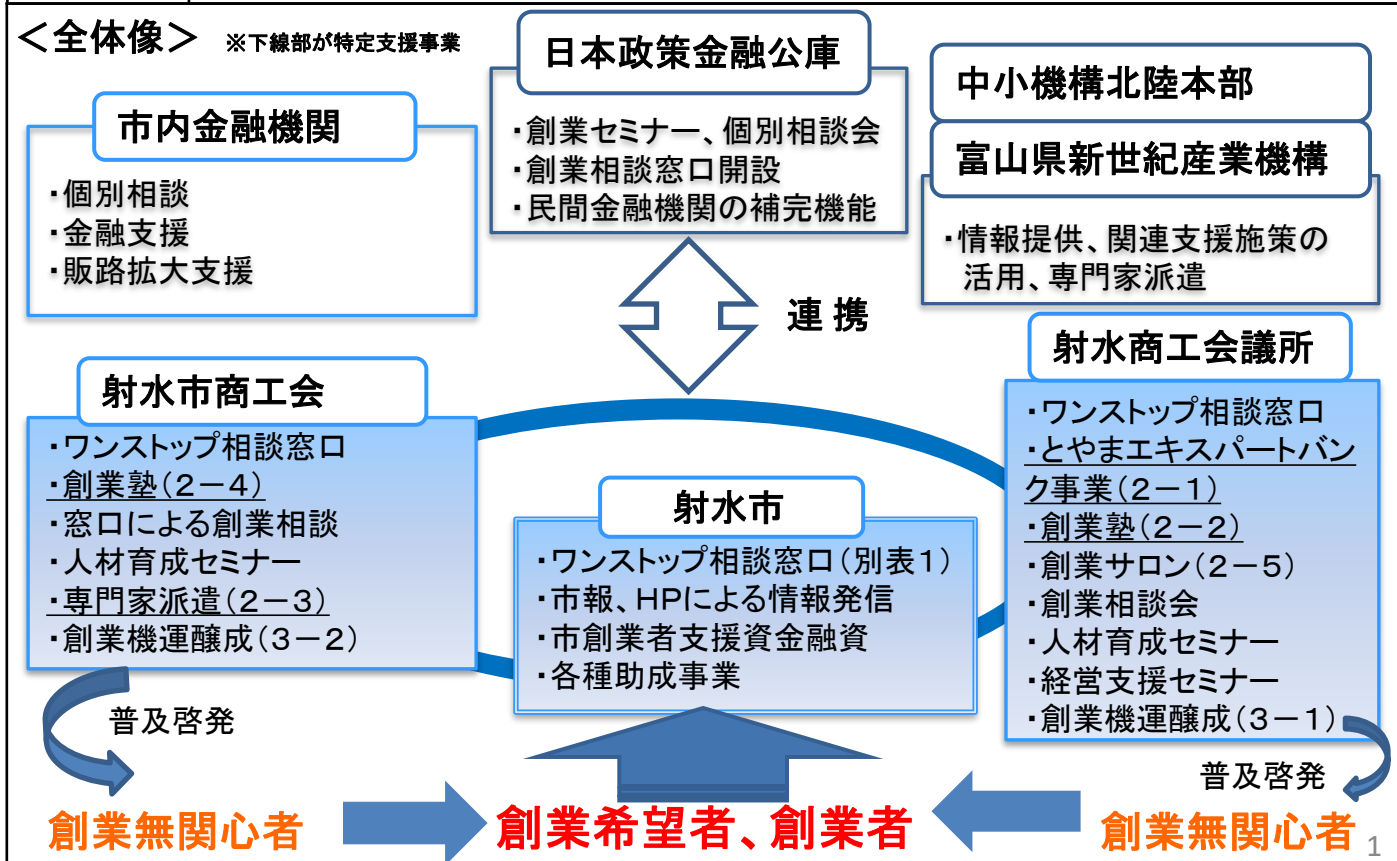 <全体像> ※下線部が特定支援事業
市内金融機関
・個別相談
・金融支援
・販路拡大支援
日本政策金融公庫
・創業セミナー、個別相談会
・創業相談窓口開設
・民間金融機関の補完機能
中小機構北陸本部
富山県新世紀産業機構
・情報提供、関連支援施策の
活用、専門家派遣
連 携
射水市商工会
・ワンストップ相談窓口
・創業塾(2-4)
・窓口による創業相談
・人材育成セミナー
・専門家派遣(2-3)
・創業機運醸成(3-2)
射水市
・ワンストップ相談窓口(別表1)
・市報、HPによる情報発信
・市創業者支援資金融資
・各種助成事業
射水商工会議所
・ワンストップ相談窓口
・とやまエキスパートバン
ク事業(2-1)
・創業塾(2-2)
・創業サロン(2-5)
・創業相談会
・人材育成セミナー
・経営支援セミナー
・創業機運醸成(3-1)
普及啓発
普及啓発
創業無関心者
創業希望者、創業者
創業無関心者
1